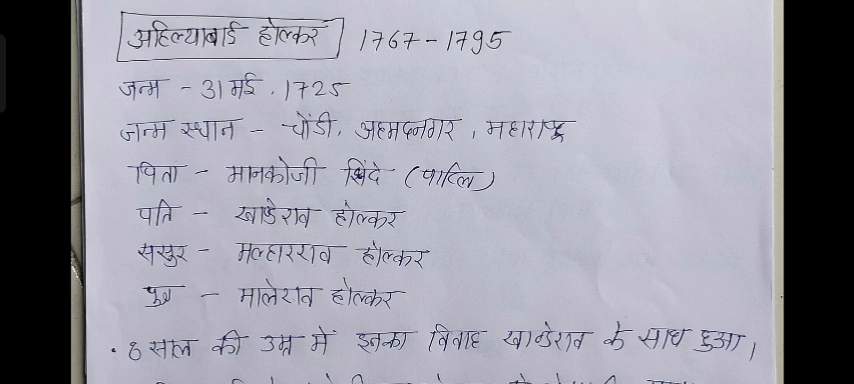 अहिल्याबाई होल्कर 1767-1795
जन्म - 31 मई . 1725
जन्म स्थान - चोंडी, अहमदनगर, महाराष्ट्र
पिता - मानकोजी शिंदे (पाटिल)
पति - खांडेराव होल्कर
ससुर - मल्हारराव होल्कर
पुत्र - मालेराव होल्कर
• 8 साल की उम्र में इनका विवाह खाण्डेराव के साथ हुआ।